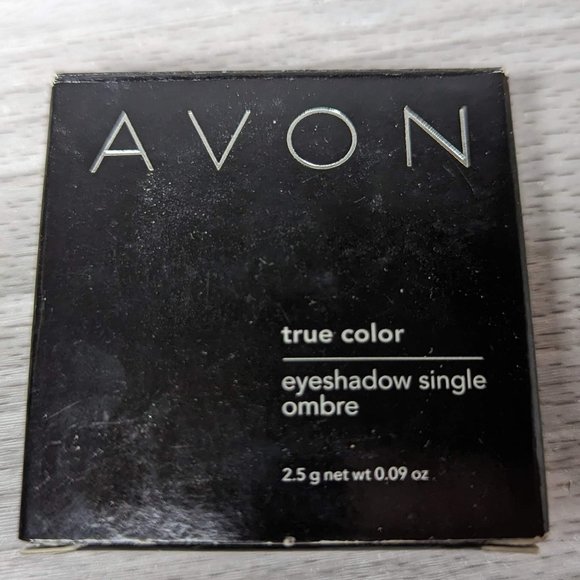 AVON
true color
eyeshadow single
ombre
2.5 g net wt 0.09 oz